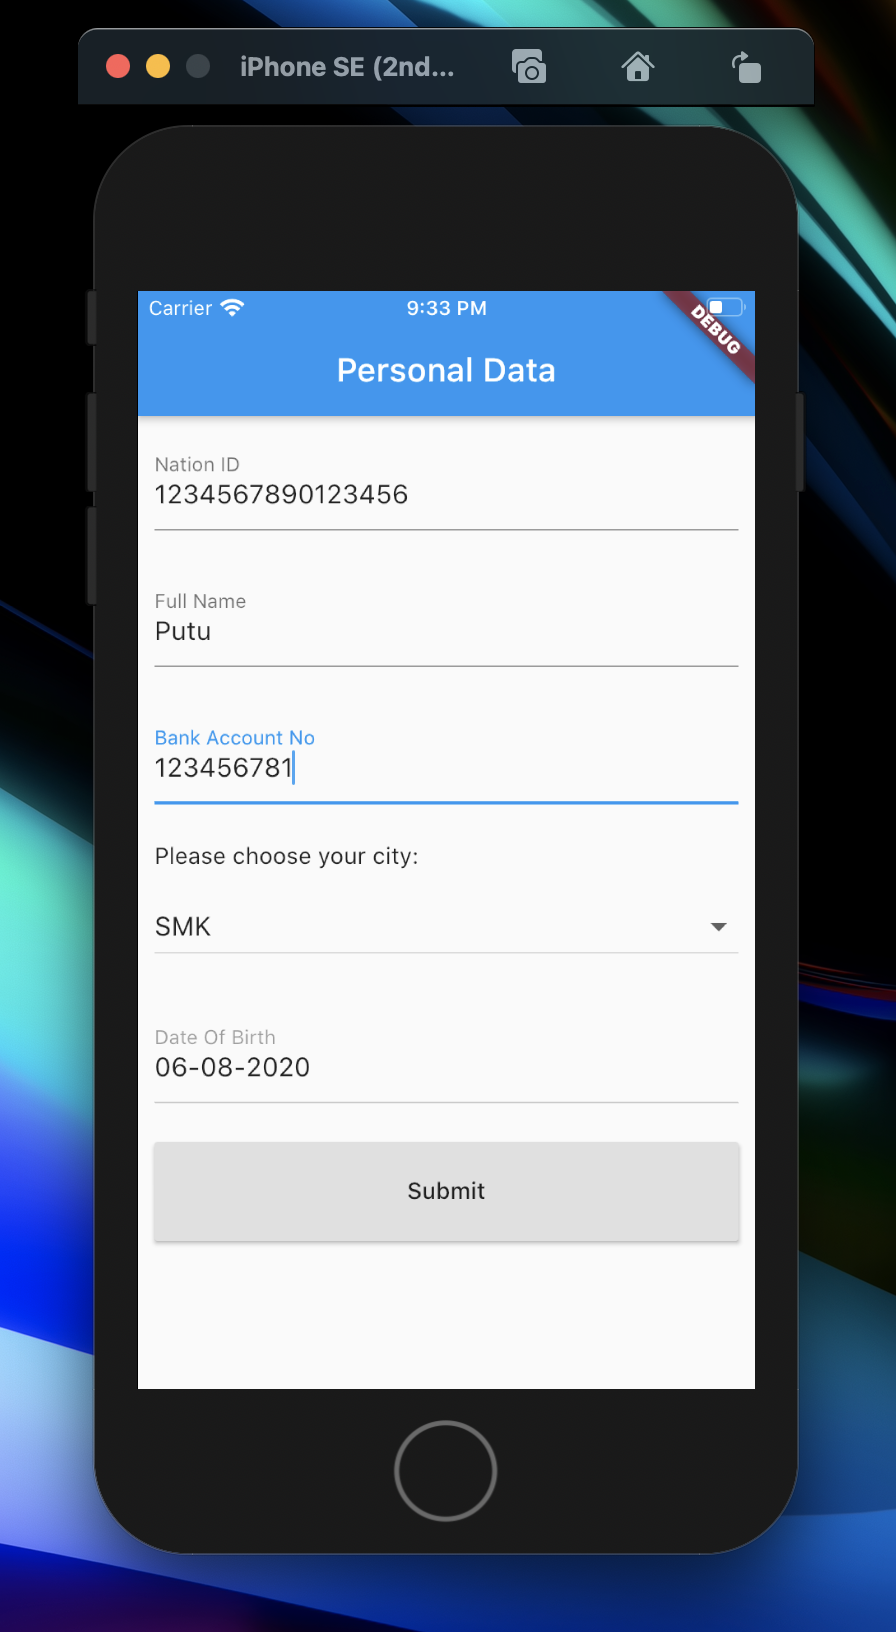 iPhone SE (2nd...
Carrier 9:33 PM
DEBUG
Personal Data
Nation ID
1234567890123456
Full Name
Putu
Bank Account No
123456781
Please choose your city:
SMK
Date Of Birth
06-08-2020
Submit